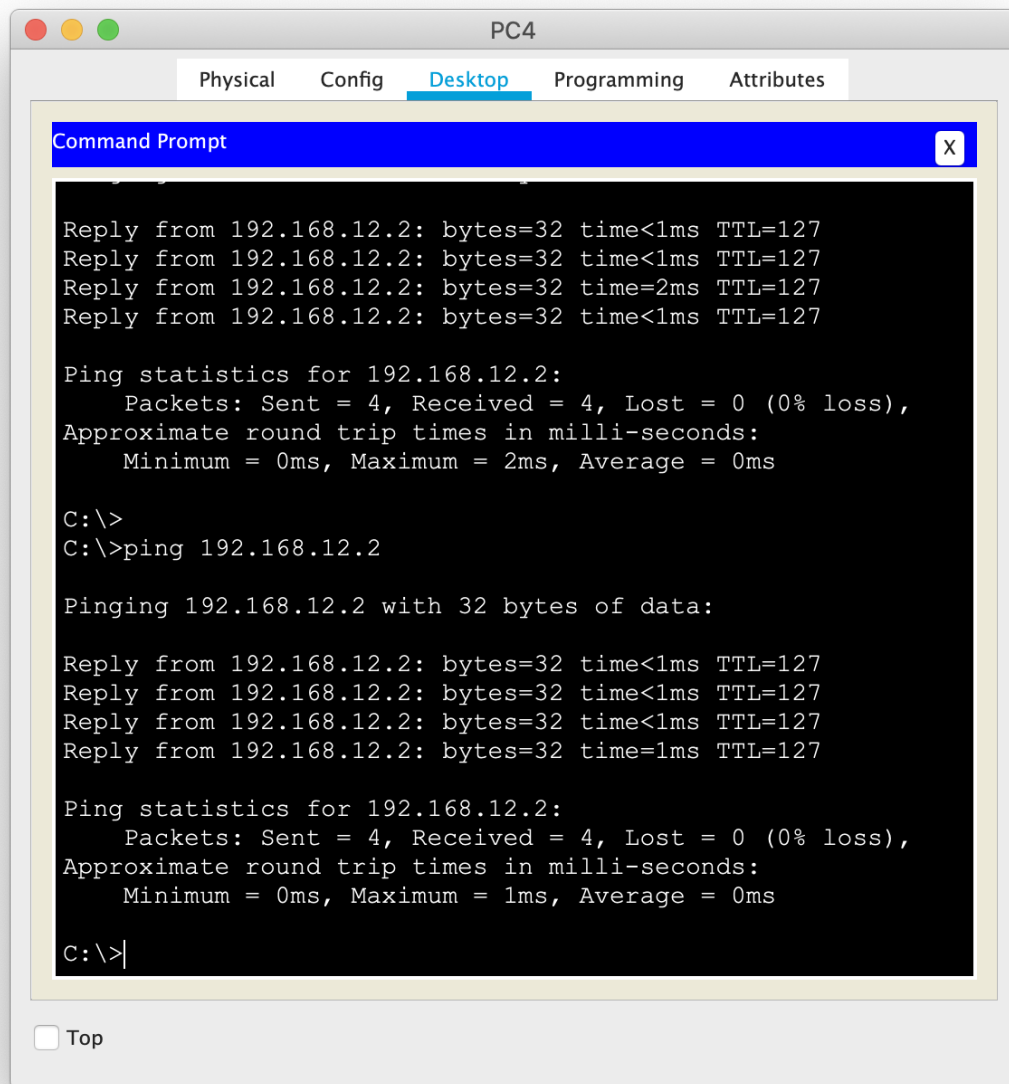 PC4
Physical Config Desktop Programming Attributes
Command Prompt
X
Reply from 192.168.12.2: bytes=32 time<1ms TTL=127
Reply from 192.168.12.2: bytes=32 time<1ms TTL=127
Reply from 192.168.12.2: bytes=32 time=2ms TTL=127
Reply from 192.168.12.2: bytes=32 time<1ms TTL=127
Ping statistics for 192.168.12.2:
Packets: Sent = 4, Received = 4, Lost = 0 (0% loss),
Approximate round trip times in milli-seconds:
Minimum = 0ms, Maximum = 2ms, Average = 0ms
C:\>
C:\>ping 192.168.12.2
Pinging 192.168.12.2 with 32 bytes of data:
Reply from 192.168.12.2: bytes=32 time<1ms TTL=127
Reply from 192.168.12.2: bytes=32 time<1ms TTL=127
Reply from 192.168.12.2: bytes=32 time<1ms TTL=127
Reply from 192.168.12.2: bytes=32 time=1ms TTL=127
Ping statistics for 192.168.12.2:
Packets: Sent = 4, Received = 4, Lost = 0 (0% loss),
Approximate round trip times in milli-seconds:
Minimum = 0ms, Maximum = 1ms, Average = 0ms
C:\>
Top